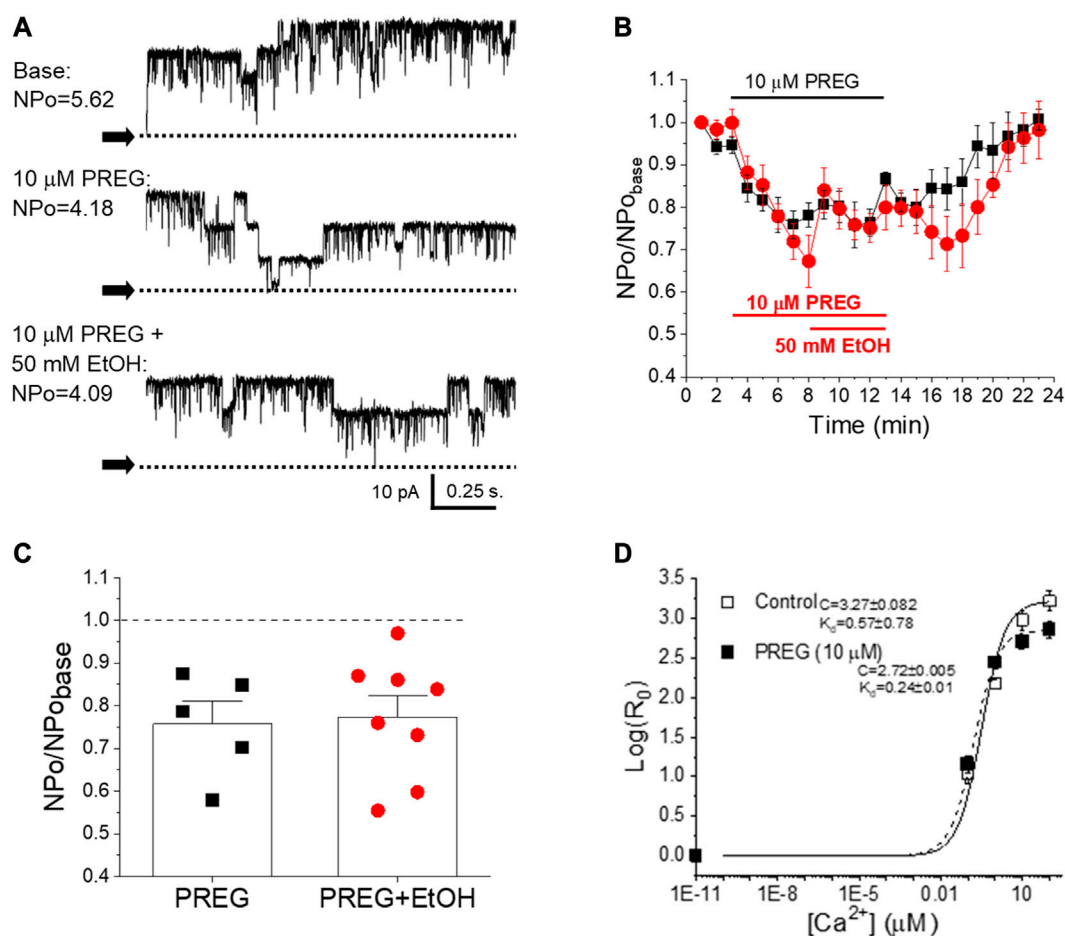 A
Base:
NPo=5.62
10 μM PREG:
NPo=4.18
10 μM PREG +
50 mM EtOH:
NPo=4.09
10 pA
0.25 s.
B
10 μM PREG
1.1
1.0
0.9
0.8
0.7
0.6
0.5
0.4
NPo/NPobase
10 μM PREG
50 mM EtOH
0 2 4 6 8 10 12 14 16 18 20 22 24
Time (min)
C
1.1
1.0
0.9
0.8
0.7
0.6
0.5
0.4
NPo/NPobase
PREG
PREG+EtOH
D
3.5
3.0
2.5
2.0
1.5
1.0
0.5
0.0
Log(R0)
Control C=3.27±0.082
Kd=0.57±0.78
PREG (10 μM)
C=2.72±0.005
Kd=0.24±0.01
1E-11 1E-8 1E-5 0.01 10
[Ca2+] (μM)